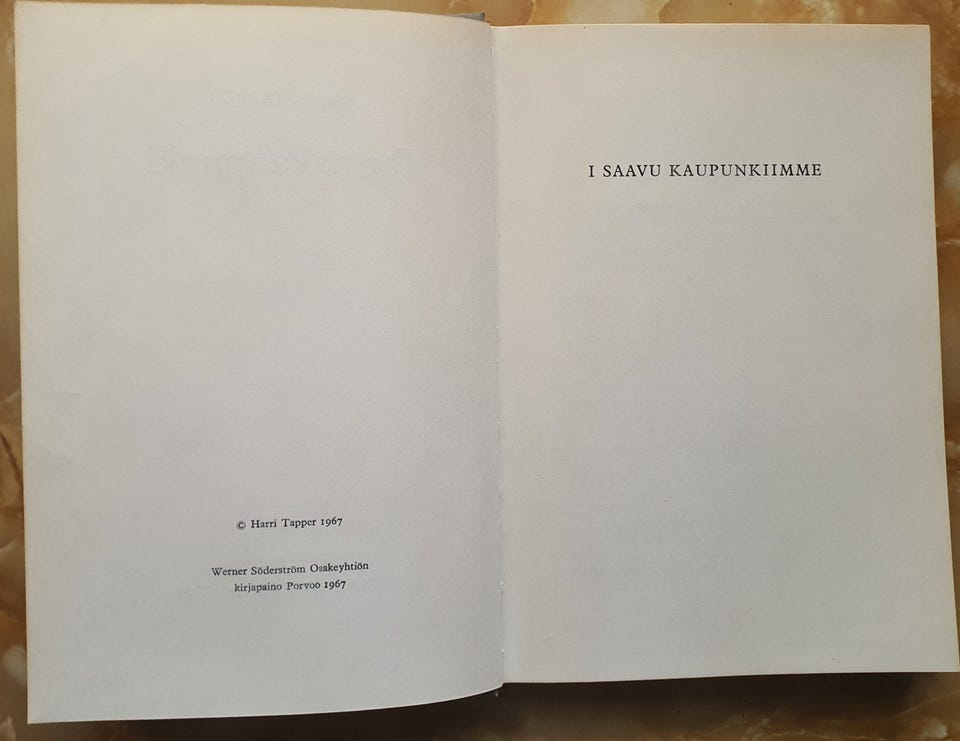 © Harri Tapper 1967
Werner Söderström Osakeyhtiön
kirjapaino Porvoo 1967
I SAAVU KAUPUNKIIMME